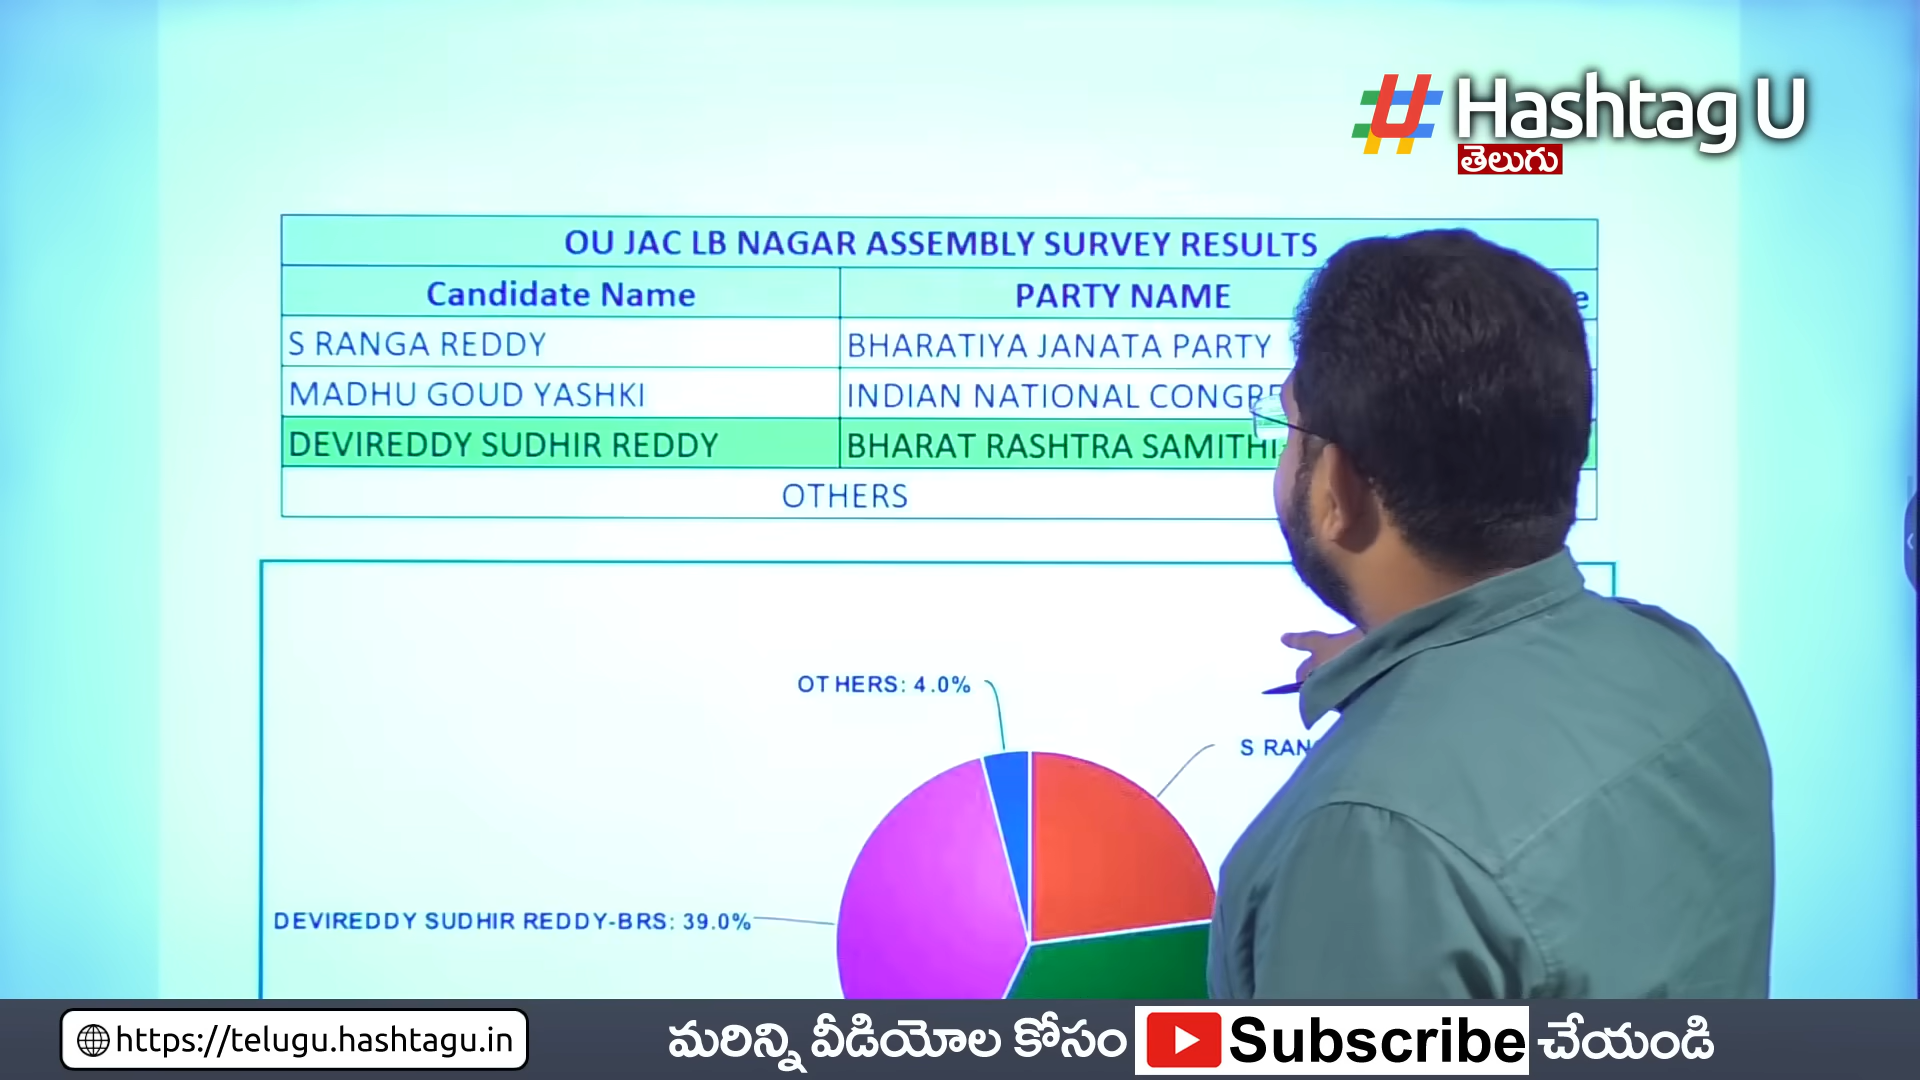 Hashtag U
తెలుగు
OU JAC LB NAGAR ASSEMBLY SURVEY RESULTS
Candidate Name PARTY NAME
S RANGA REDDY BHARATIYA JANATA PARTY
MADHU GOUD YASHKI INDIAN NATIONAL
DEVIREDDY SUDHIR REDDY BHARAT RASHTRA SAMITHI
OTHERS
OTHERS: 4.0%
S
DEVIREDDY SUDHIR REDDY-BRS: 39.0%
https://telugu.hashtagu.in
మరిన్ని వీడియోల కోసం Subscribe చేయండి